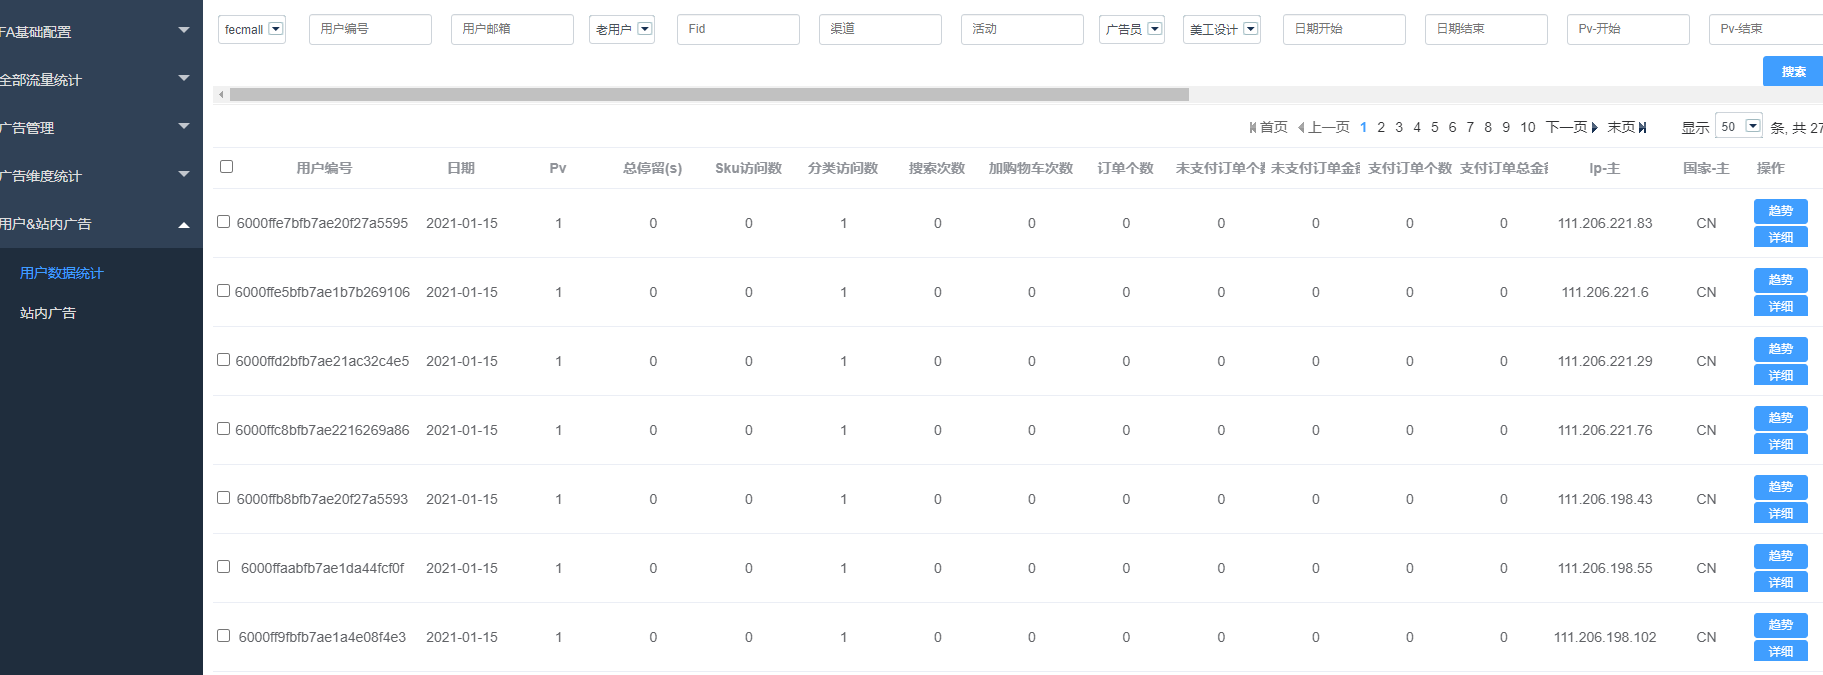 FA基础配置
全部流量统计
广告管理
广告维度统计
用户&站内广告
用户数据统计
站内广告
fecmall 用户编号 用户邮箱 老用户 Fid 渠道 活动 广告员 美工设计 日期开始 日期结束 Pv-开始 Pv-结束
搜索
首页 上一页 1 2 3 4 5 6 7 8 9 10 下一页 末页 显示 50 条, 共 27
用户编号 日期 Pv 总停留(s) Sku访问数 分类访问数 搜索次数 加购物车次数 订单个数 未支付订单个数 未支付订单金 支付订单个数 支付订单总金 Ip-主 国家-主 操作
6000ffe7bfb7ae20f27a5595 2021-01-15 1 0 0 1 0 0 0 0 0 0 0 111.206.221.83 CN 趋势
详细
6000ffe5bfb7ae1b7b269106 2021-01-15 1 0 0 1 0 0 0 0 0 0 0 111.206.221.6 CN 趋势
详细
6000ffd2bfb7ae21ac32c4e5 2021-01-15 1 0 0 1 0 0 0 0 0 0 0 111.206.221.29 CN 趋势
详细
6000ffc8bfb7ae2216269a86 2021-01-15 1 0 0 1 0 0 0 0 0 0 0 111.206.221.76 CN 趋势
详细
6000ffb8bfb7ae20f27a5593 2021-01-15 1 0 0 1 0 0 0 0 0 0 0 111.206.198.43 CN 趋势
详细
6000ffaabfb7ae1da44fcf0f 2021-01-15 1 0 0 1 0 0 0 0 0 0 0 111.206.198.55 CN 趋势
详细
6000ff9fbfb7ae1a4e08f4e3 2021-01-15 1 0 0 1 0 0 0 0 0 0 0 111.206.198.102 CN 趋势
详细